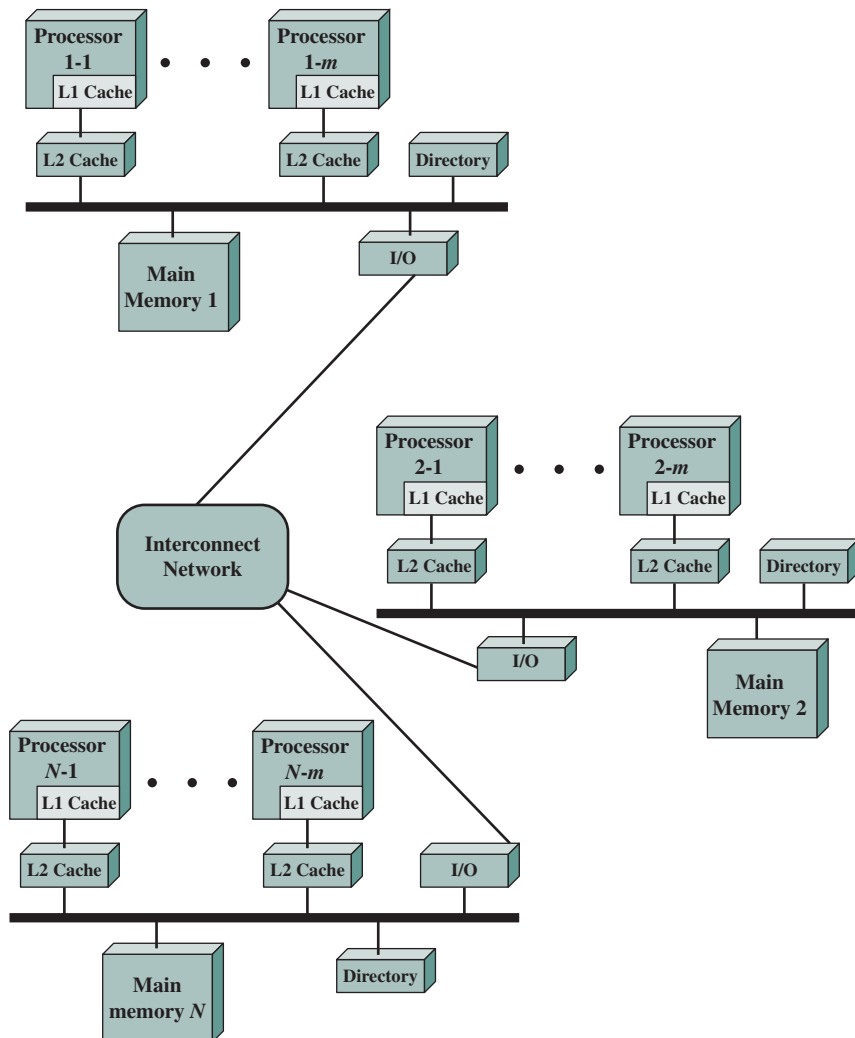 Processor
1-1
L1 Cache
Processor
1-m
L1 Cache
L2 Cache
L2 Cache
Directory
Main
Memory 1
I/O
Processor
2-1
L1 Cache
Processor
2-m
L1 Cache
Interconnect
Network
L2 Cache
L2 Cache
Directory
I/O
Main
Memory 2
Processor
N-1
L1 Cache
Processor
N-m
L1 Cache
L2 Cache
L2 Cache
I/O
Main
memory N
Directory